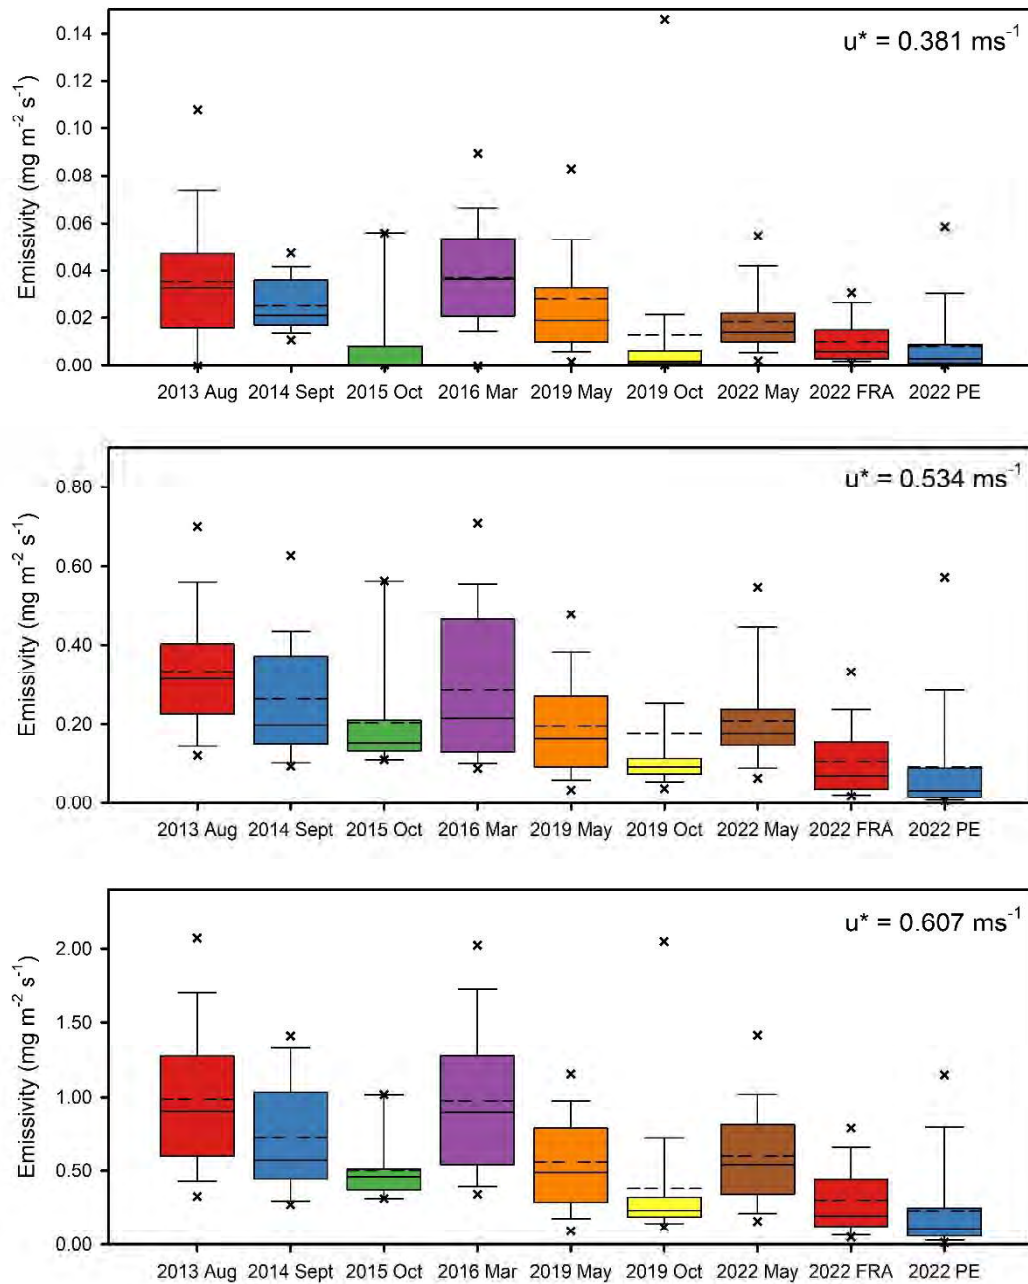 u* = 0.381 ms⁻¹
Emissivity (mg m⁻² s⁻¹)
0.14
0.12
0.10
0.08
0.06
0.04
0.02
0.00
2013 Aug 2014 Sept 2015 Oct 2016 Mar 2019 May 2019 Oct 2022 May 2022 FRA 2022 PE
u* = 0.534 ms⁻¹
Emissivity (mg m⁻² s⁻¹)
0.80
0.60
0.40
0.20
0.00
2013 Aug 2014 Sept 2015 Oct 2016 Mar 2019 May 2019 Oct 2022 May 2022 FRA 2022 PE
u* = 0.607 ms⁻¹
Emissivity (mg m⁻² s⁻¹)
2.00
1.50
1.00
0.50
0.00
2013 Aug 2014 Sept 2015 Oct 2016 Mar 2019 May 2019 Oct 2022 May 2022 FRA 2022 PE